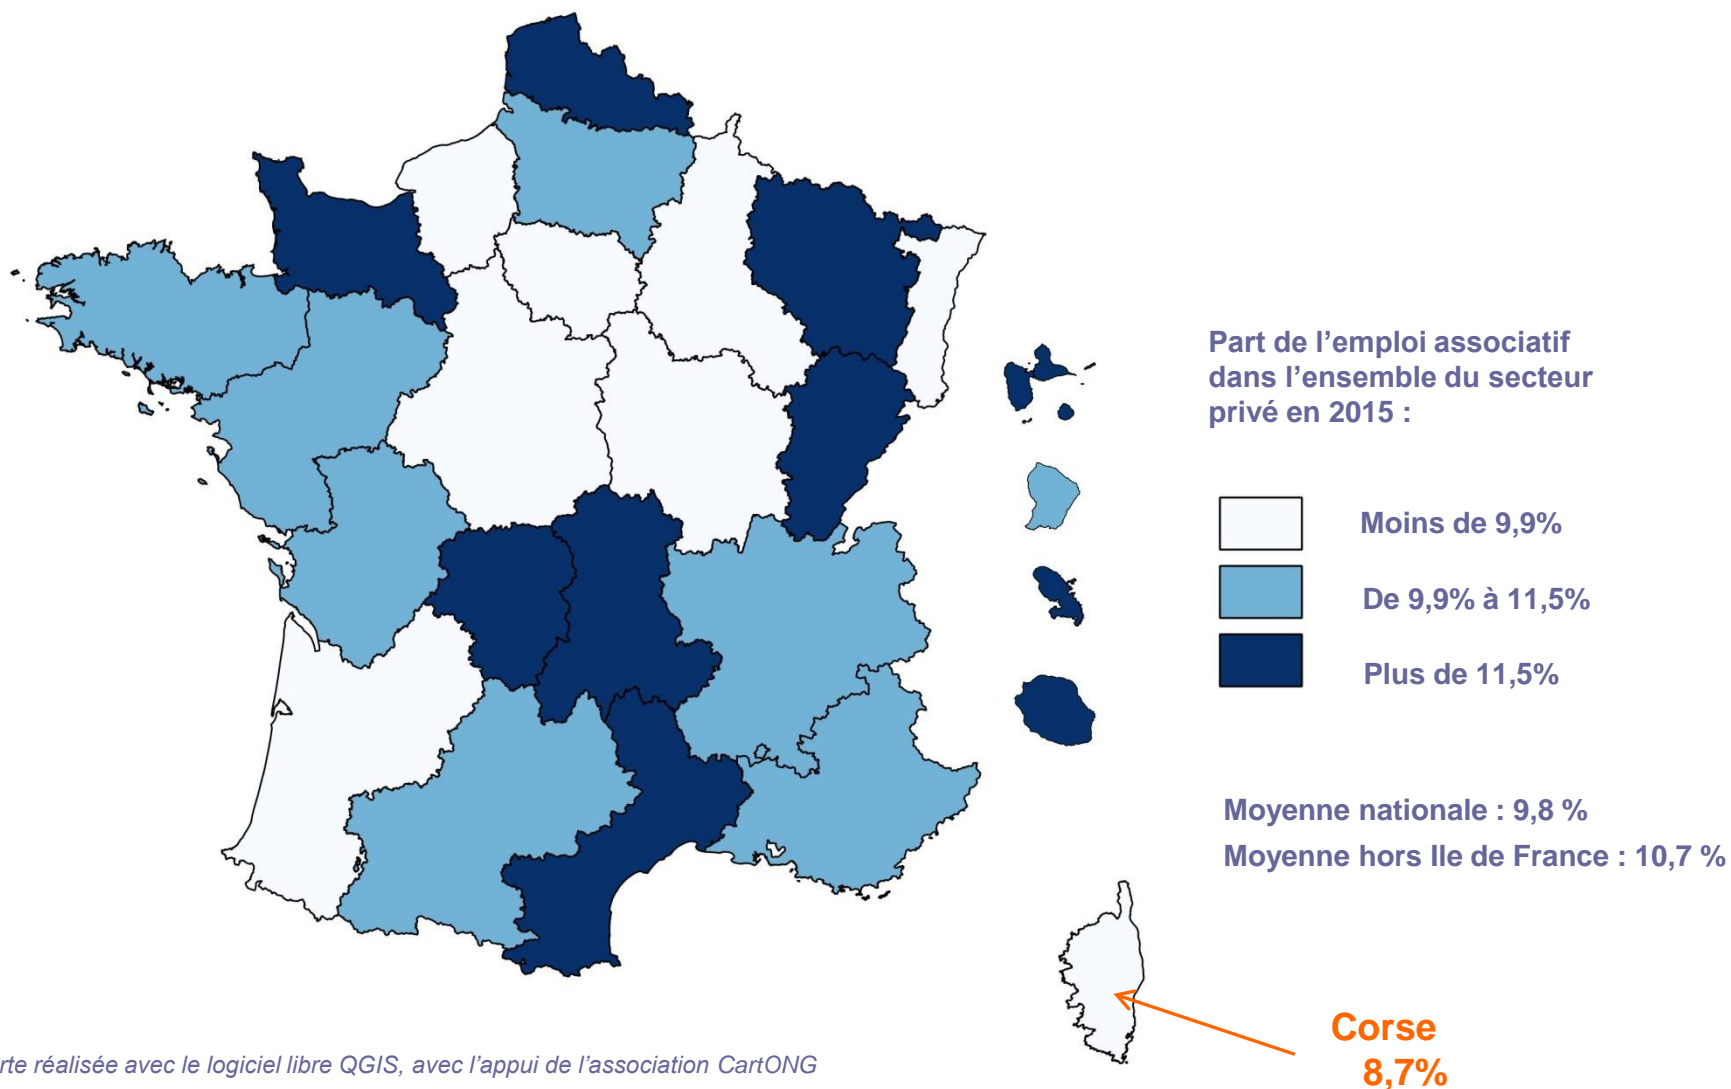 Part de l’emploi associatif
dans l’ensemble du secteur
privé en 2015 :
Moins de 9,9%
De 9,9% à 11,5%
Plus de 11,5%
Moyenne nationale : 9,8 %
Moyenne hors Ile de France : 10,7 %
Corse
8,7%
rte réalisée avec le logiciel libre QGIS, avec l’appui de l’association CartONG